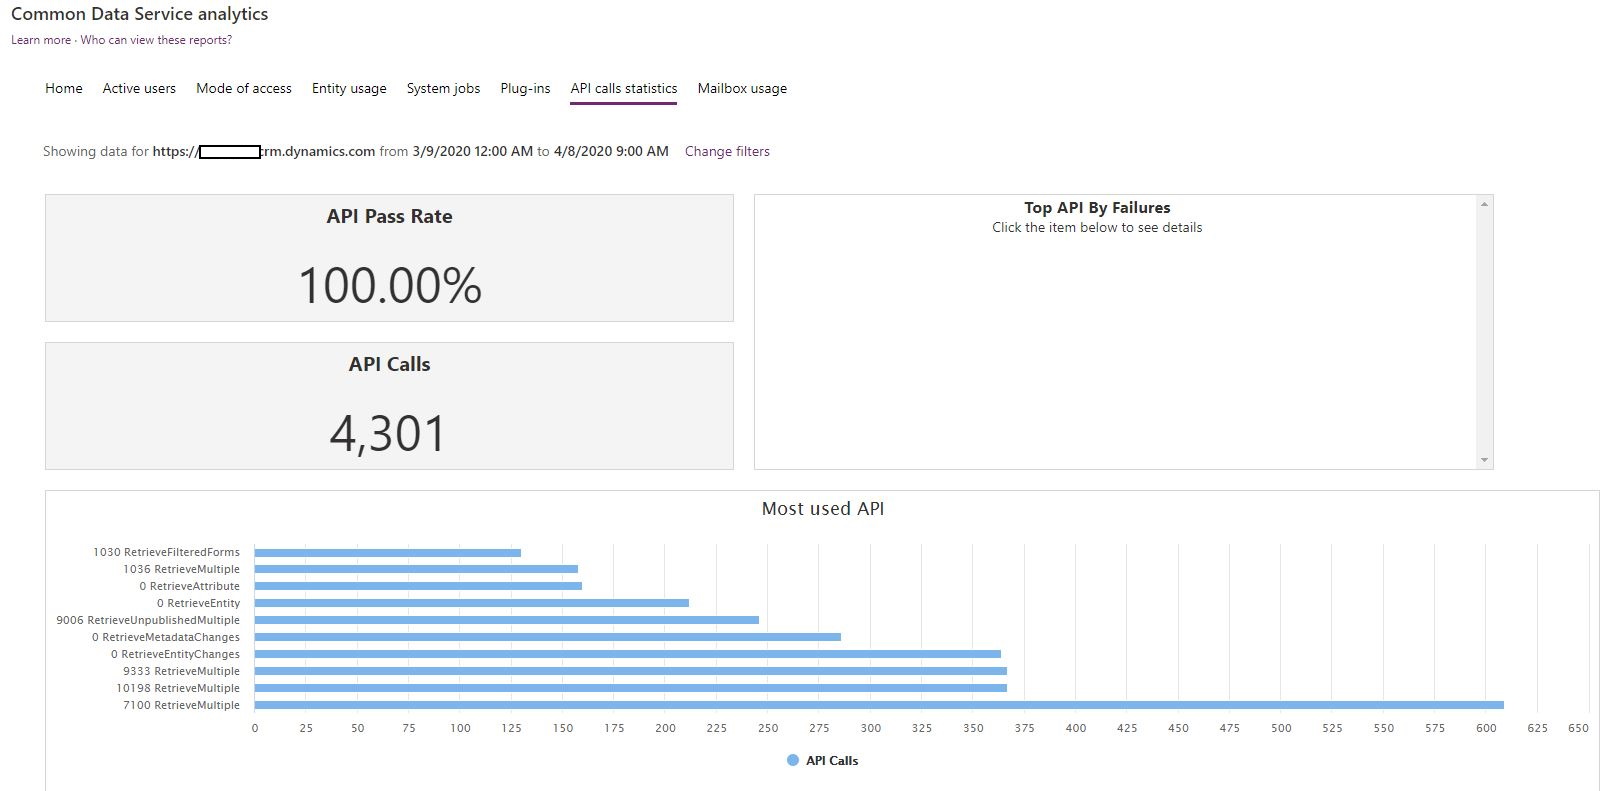 Common Data Service analytics
Learn more · Who can view these reports?
Home Active users Mode of access Entity usage System jobs Plug-ins API calls statistics Mailbox usage
Showing data for https:// crm.dynamics.com from 3/9/2020 12:00 AM to 4/8/2020 9:00 AM Change filters
API Pass Rate
100.00%
Top API By Failures
Click the item below to see details
API Calls
4,301
Most used API
1030 RetrieveFilteredForms
1036 RetrieveMultiple
0 RetrieveAttribute
0 RetrieveEntity
9006 RetrieveUnpublishedMultiple
0 RetrieveMetadataChanges
0 RetrieveEntityChanges
9333 RetrieveMultiple
10198 RetrieveMultiple
7100 RetrieveMultiple
0 25 50 75 100 125 150 175 200 225 250 275 300 325 350 375 400 425 450 475 500 525 550 575 600 625 650
API Calls